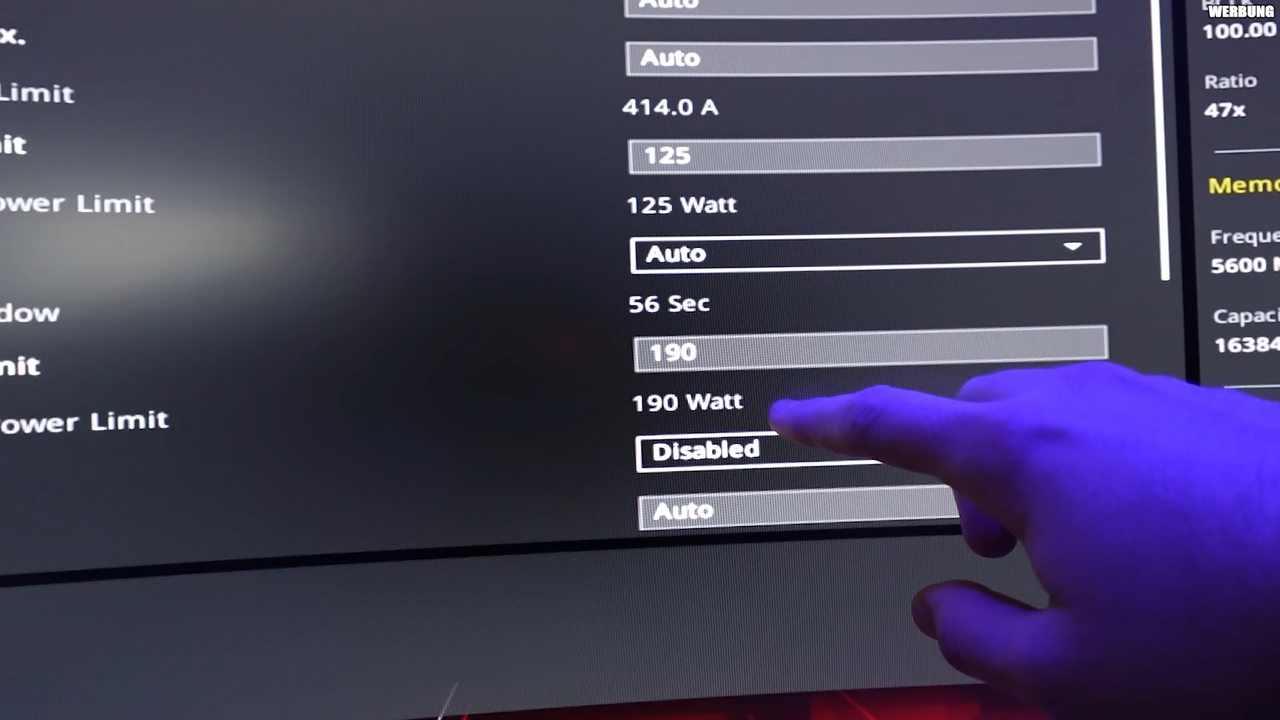 WERBUNG
Auto
x.
100.00
Auto
Ratio
Limit
414.0 A
47x
it
125
ower Limit
125 Watt
Auto
Freque
5600
dow
56 Sec
Capaci
16384
nit
190
ower Limit
190 Watt
Disabled
Auto
Memo